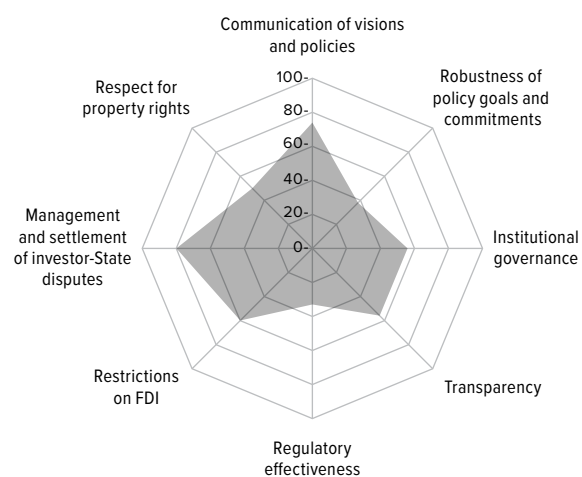 Communication of visions
and policies
Robustness of
policy goals and
commitments
Institutional
governance
Transparency
Regulatory
effectiveness
Restrictions
on FDI
Management
and settlement
of investor-State
disputes
Respect for
property rights
100-
80-
60-
40-
20-
0-